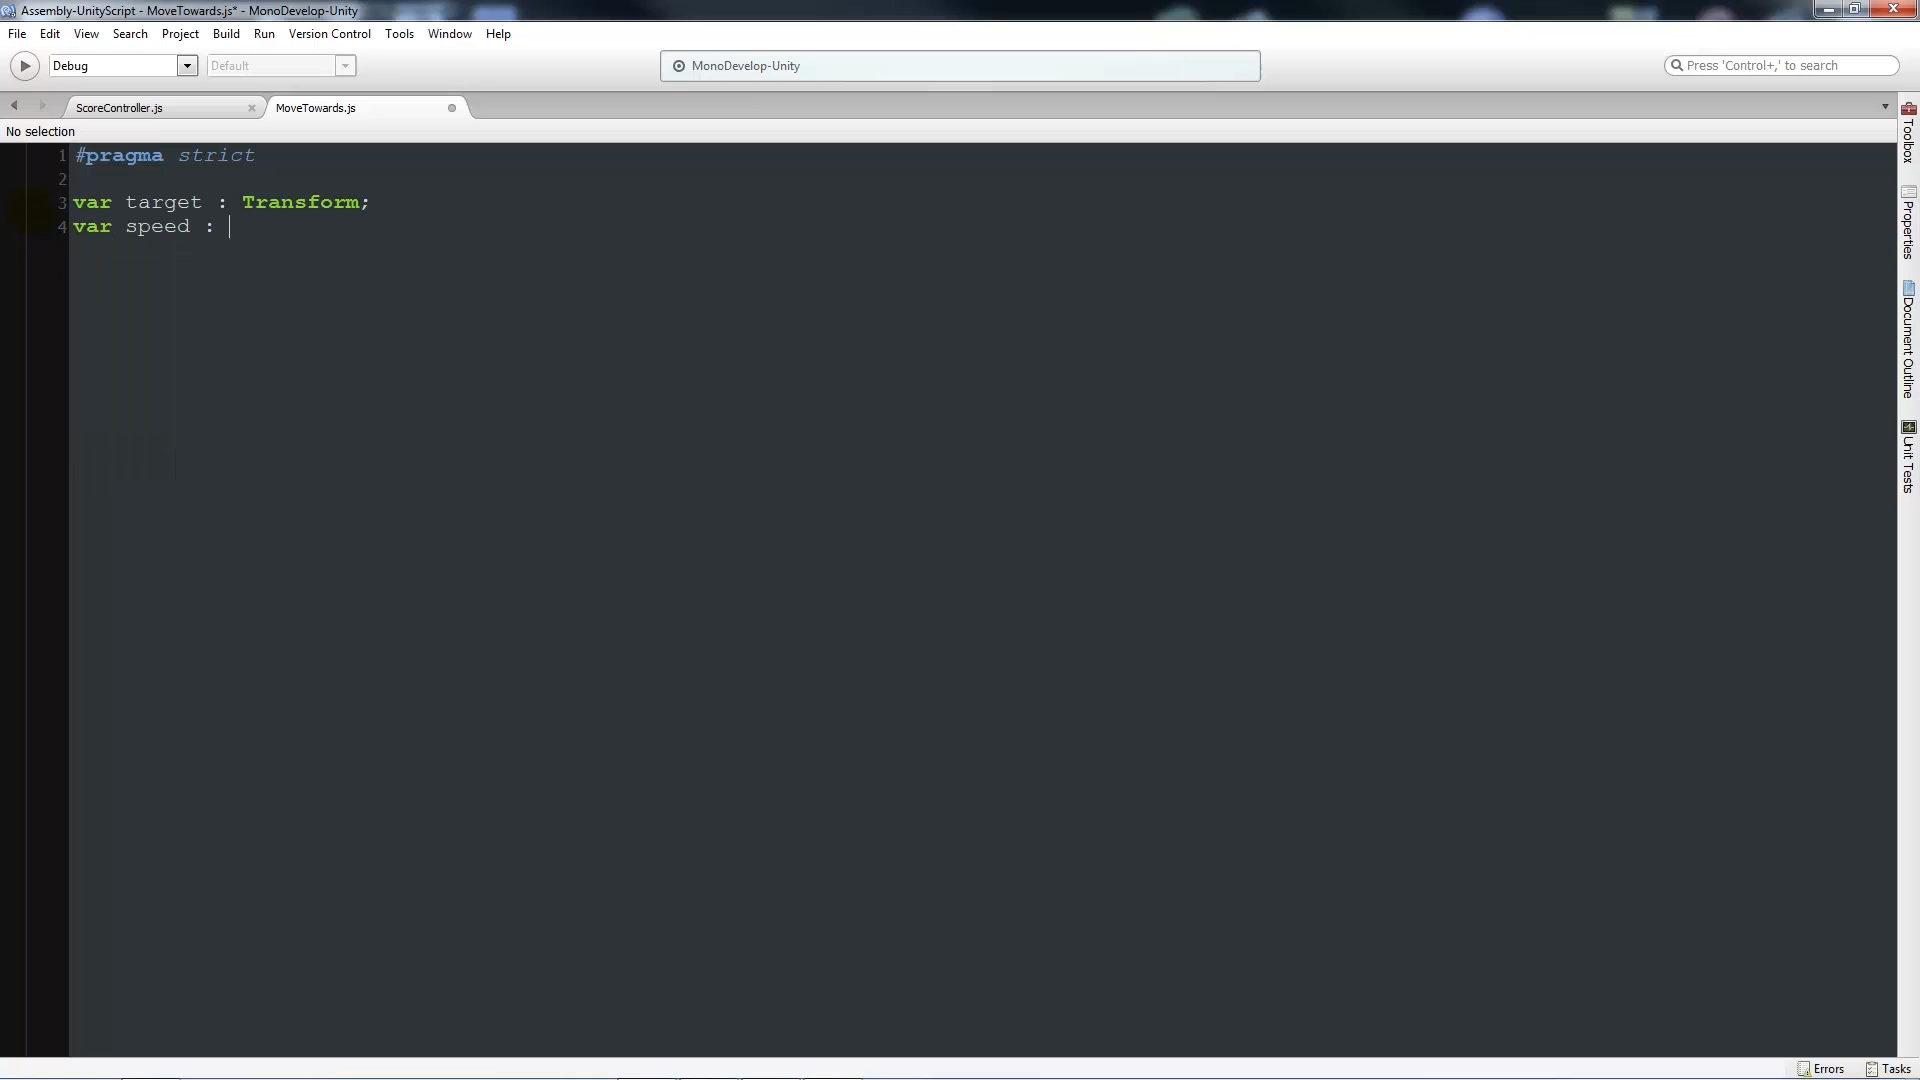 Assembly-UnityScript - MoveTowards.js* - MonoDevelop-Unity
File Edit View Search Project Build Run Version Control Tools Window Help
Debug Default MonoDevelop-Unity Press 'Control+,' to search
ScoreController.js MoveTowards.js
No selection
1 #pragma strict
2
3 var target : Transform;
4 var speed :
Toolbox
Properties
Document Outline
Unit Tests
Errors Tasks